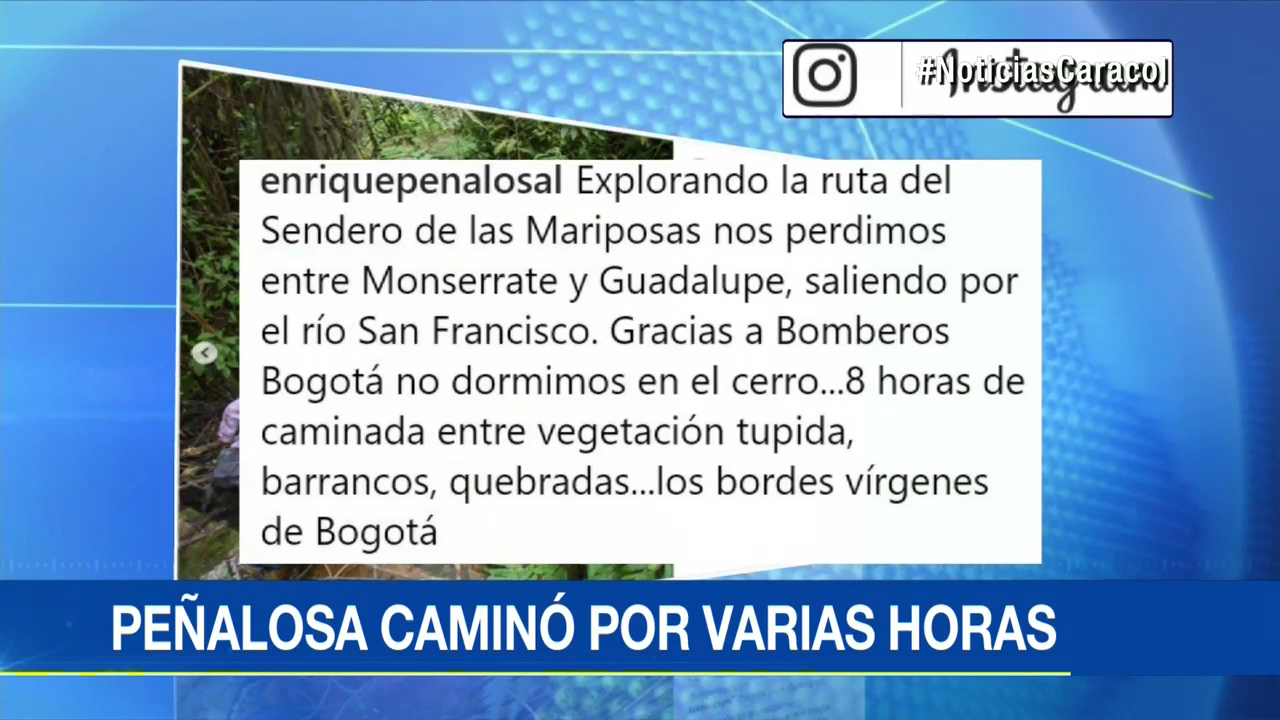 #NoticiasCaracol
Instagram
enriquepenalosal Explorando la ruta del
Sendero de las Mariposas nos perdimos
entre Monserrate y Guadalupe, saliendo por
el río San Francisco. Gracias a Bomberos
Bogotá no dormimos en el cerro...8 horas de
caminada entre vegetación tupida,
barrancos, quebradas...los bordes vírgenes
de Bogotá
PEÑALOSA CAMINÓ POR VARIAS HORAS